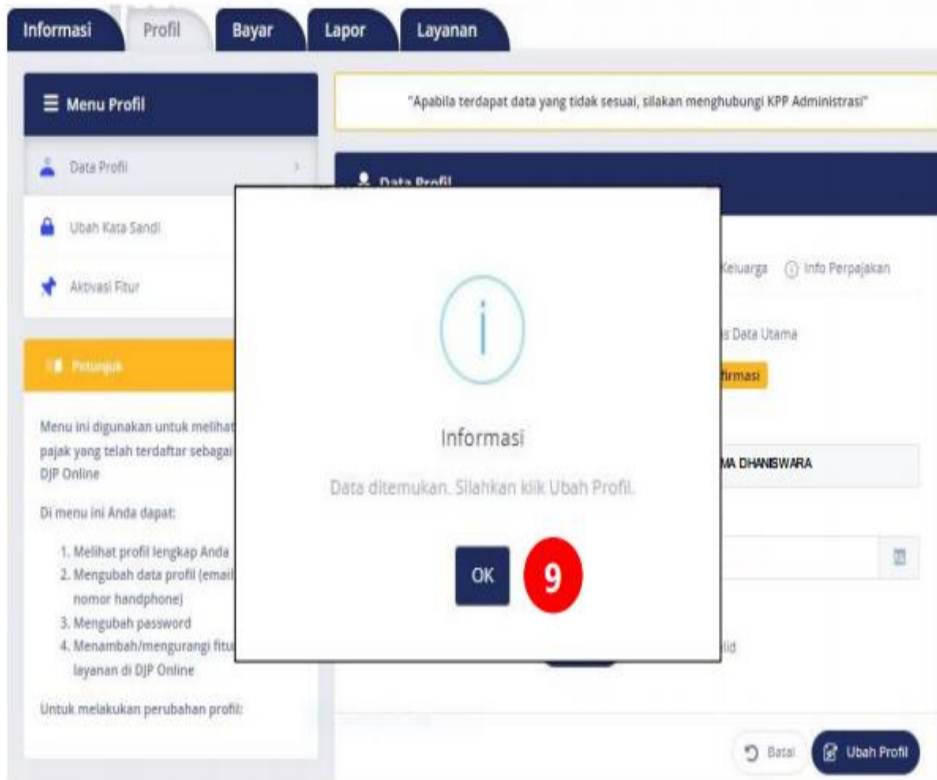 Informasi
Profil
Bayar
Lapor
Layanan
Menu Profil
"Apabila terdapat data yang tidak sesuai, silakan menghubungi KPP Administrasi"
Data Profil
Ubah Kata Sandi
Aktivasi Fitur
Petunjuk
Menu ini digunakan untuk melihat
pajak yang telah terdaftar sebagai
DJP Online
Di menu ini Anda dapat:
1. Melihat profil lengkap Anda
2. Mengubah data profil (email
nomor handphone)
3. Mengubah password
4. Menambah/mengurangi fitu
layanan di DJP Online
Untuk melakukan perubahan profil:
Data Profil
Keluarga
Info Perpajakan
s Data Utama
firmasi
MA DHANISWARA
lid
Informasi
Data ditemukan. Silahkan klik Ubah Profil.
OK
9
Batal
Ubah Profil